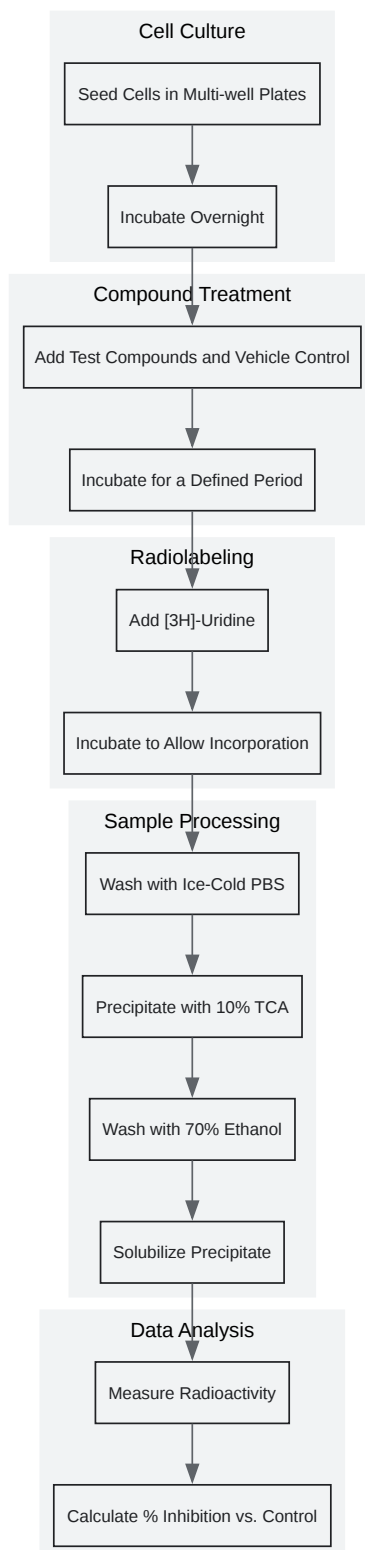 Cell Culture
Seed Cells in Multi-well Plates
Incubate Overnight
Compound Treatment
Add Test Compounds and Vehicle Control
Incubate for a Defined Period
Radiolabeling
Add [3H]-Uridine
Incubate to Allow Incorporation
Sample Processing
Wash with Ice-Cold PBS
Precipitate with 10% TCA
Wash with 70% Ethanol
Solubilize Precipitate
Data Analysis
Measure Radioactivity
Calculate % Inhibition vs. Control